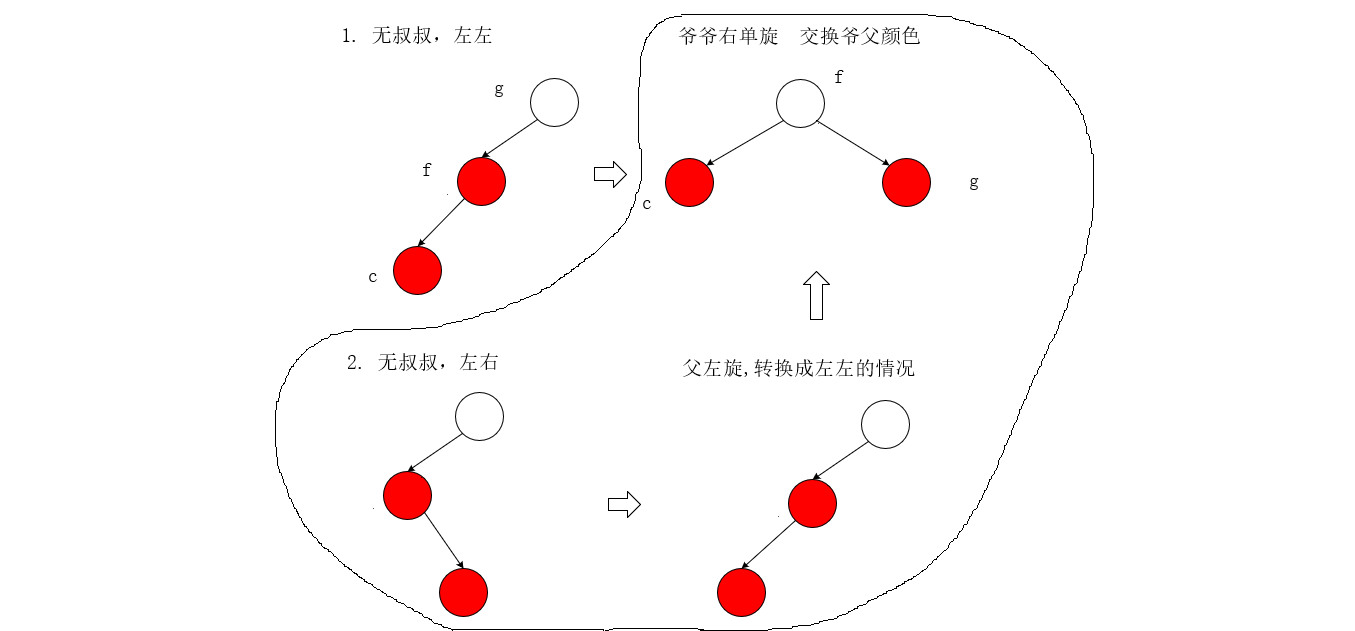 1. 无叔叔，左左
爷爷右单旋 交换爷父颜色
g
f
f
c
c
g
2. 无叔叔，左右
父左旋,转换成左左的情况